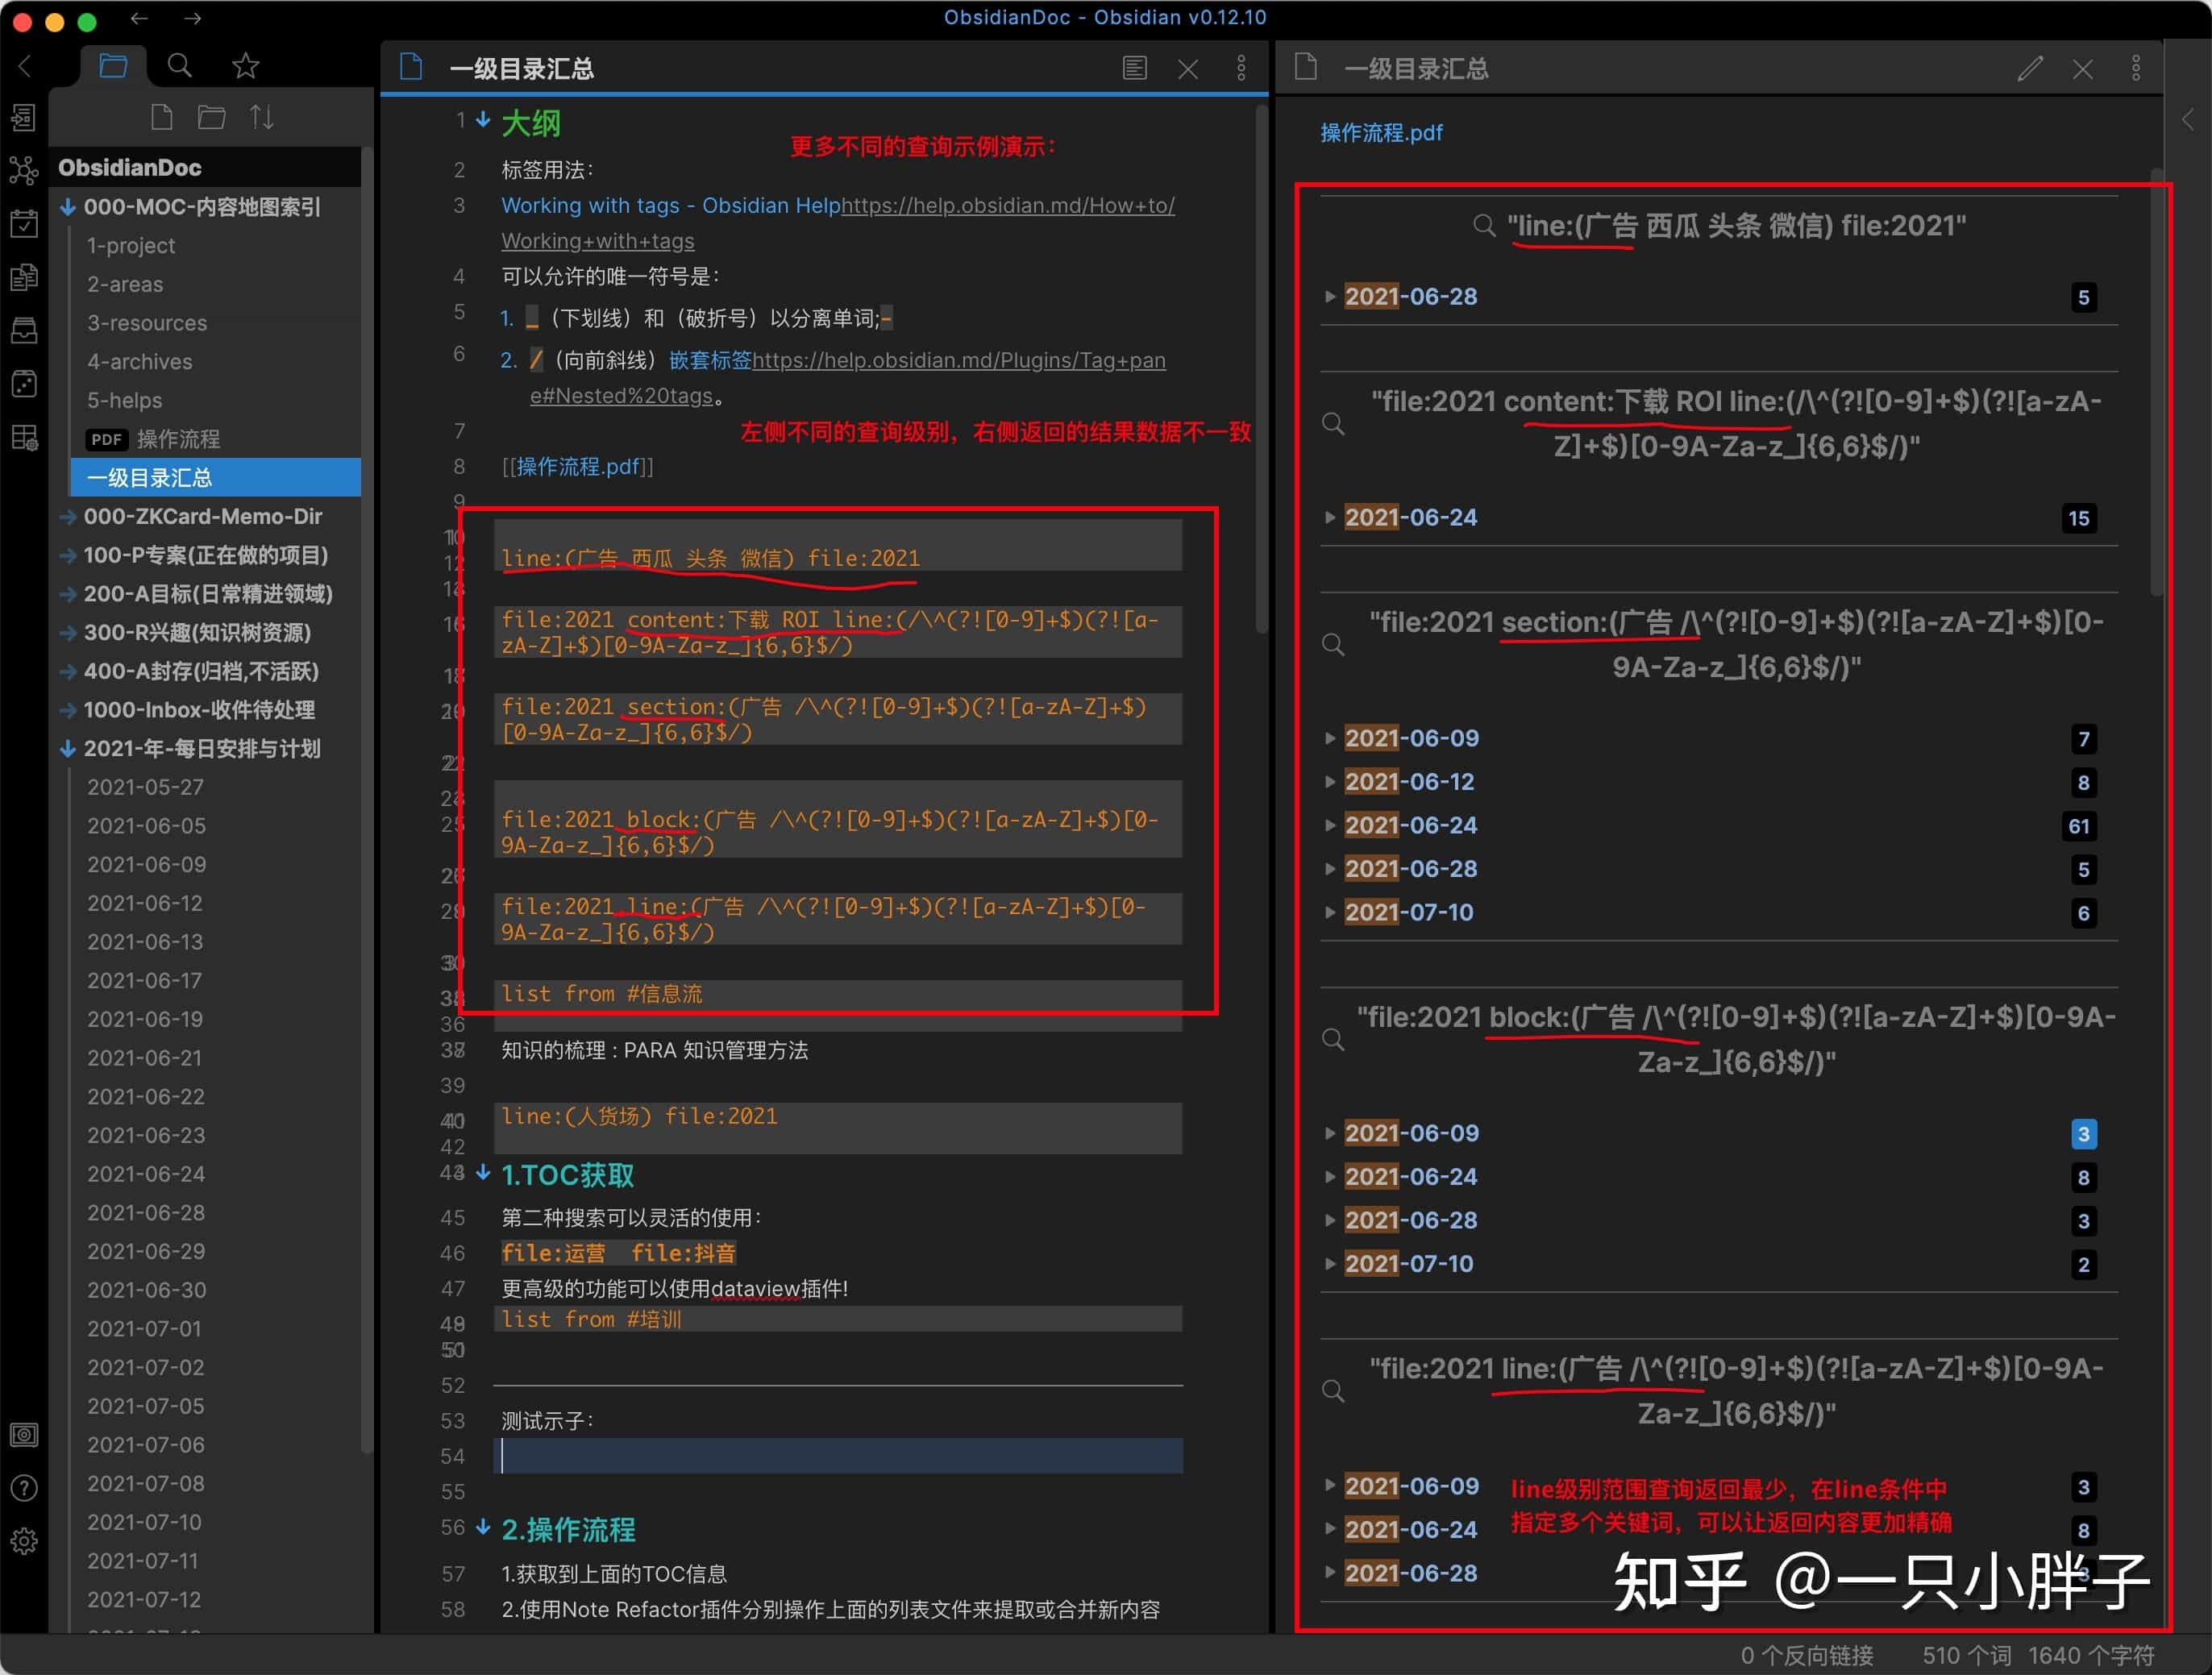 ObsidianDoc - Obsidian v0.12.10
ObsidianDoc
000-MOC-内容地图索引
1-project
2-areas
3-resources
4-archives
5-helps
PDF 操作流程
一级目录汇总
000-ZKCard-Memo-Dir
100-P专案(正在做的项目)
200-A目标(日常精进领域)
300-R兴趣(知识树资源)
400-A封存(归档,不活跃)
1000-Inbox-收件待处理
2021-年-每日安排与计划
2021-05-27
2021-06-05
2021-06-09
2021-06-12
2021-06-13
2021-06-17
2021-06-19
2021-06-21
2021-06-22
2021-06-23
2021-06-24
2021-06-28
2021-06-29
2021-06-30
2021-07-01
2021-07-02
2021-07-05
2021-07-06
2021-07-08
2021-07-10
2021-07-11
2021-07-12
一级目录汇总
1 大纲
更多不同的查询示例演示：
2 标签用法：
3 Working with tags - Obsidian Helphttps://help.obsidian.md/How+to/
Working+with+tags
4 可以允许的唯一符号是：
5 1. _（下划线）和（破折号）以分离单词;-
6 2. /（向前斜线）嵌套标签https://help.obsidian.md/Plugins/Tag+pan
e#Nested%20tags。
7
左侧不同的查询级别，右侧返回的结果数据不一致
8 [[操作流程.pdf]]
9
line:(广告 西瓜 头条 微信) file:2021
file:2021 content:下载 ROI line:(/\^(?![0-9]+$)(?![a-
zA-Z]+$)[0-9A-Za-z_]{6,6}$/)
file:2021 section:(广告 /\^(?![0-9]+$)(?![a-zA-Z]+$)
[0-9A-Za-z_]{6,6}$/)
file:2021 block:(广告 /\^(?![0-9]+$)(?![a-zA-Z]+$)[0-
9A-Za-z_]{6,6}$/)
file:2021 line:(广告 /\^(?![0-9]+$)(?![a-zA-Z]+$)[0-
9A-Za-z_]{6,6}$/)
list from #信息流
36
知识的梳理 : PARA 知识管理方法
39
line:(人货场) file:2021
42
1.TOC获取
45 第二种搜索可以灵活的使用：
46 file:运营 file:抖音
47 更高级的功能可以使用dataview插件!
list from #培训
52
53 测试示子：
54
55
56 2.操作流程
57 1.获取到上面的TOC信息
58 2.使用Note Refactor插件分别操作上面的列表文件来提取或合并新内容
一级目录汇总
操作流程.pdf
"line:(广告 西瓜 头条 微信) file:2021"
2021-06-28 5
"file:2021 content:下载 ROI line:(/\^(?![0-9]+$)(?![a-zA-
Z]+$)[0-9A-Za-z_]{6,6}$/)"
2021-06-24 15
"file:2021 section:(广告 /\^(?![0-9]+$)(?![a-zA-Z]+$)[0-
9A-Za-z_]{6,6}$/)"
2021-06-09 7
2021-06-12 8
2021-06-24 61
2021-06-28 5
2021-07-10 6
"file:2021 block:(广告 /\^(?![0-9]+$)(?![a-zA-Z]+$)[0-9A-
Za-z_]{6,6}$/)"
2021-06-09 3
2021-06-24 8
2021-06-28 3
2021-07-10 2
"file:2021 line:(广告 /\^(?![0-9]+$)(?![a-zA-Z]+$)[0-9A-
Za-z_]{6,6}$/)"
2021-06-09 3
line级别范围查询返回最少，在line条件中
指定多个关键词，可以让返回内容更加精确
2021-06-24 8
2021-06-28
知乎 @一只小胖子
0 个反向链接 510 个词 1640 个字符